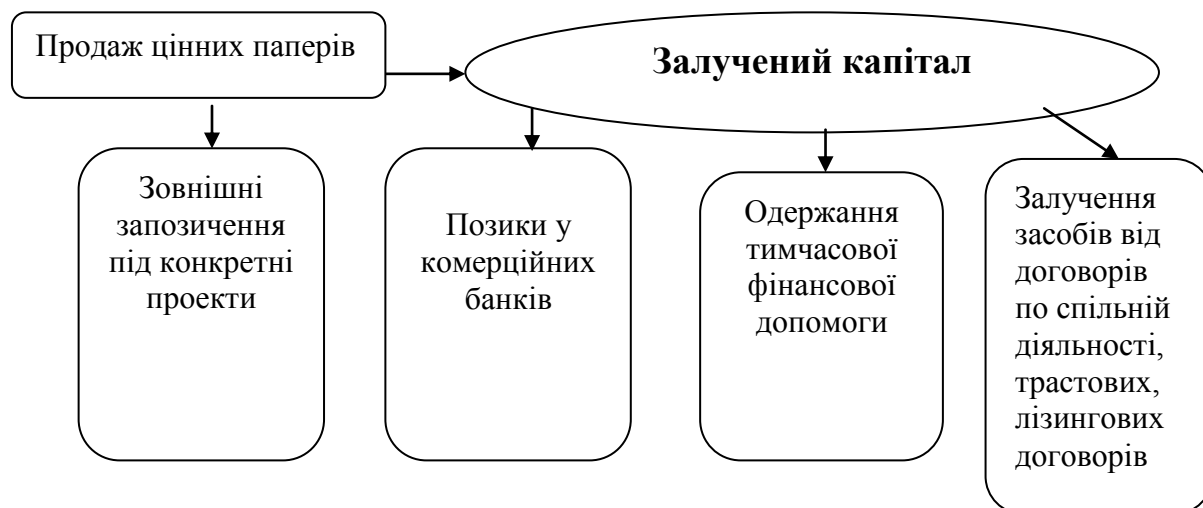 Продаж цінних паперів
Залучений капітал
Зовнішні
запозичення
під конкретні
проекти
Позики у
комерційних
банків
Одержання
тимчасової
фінансової
допомоги
Залучення
засобів від
договорів
по спільній
діяльності,
трастових,
лізингових
договорів